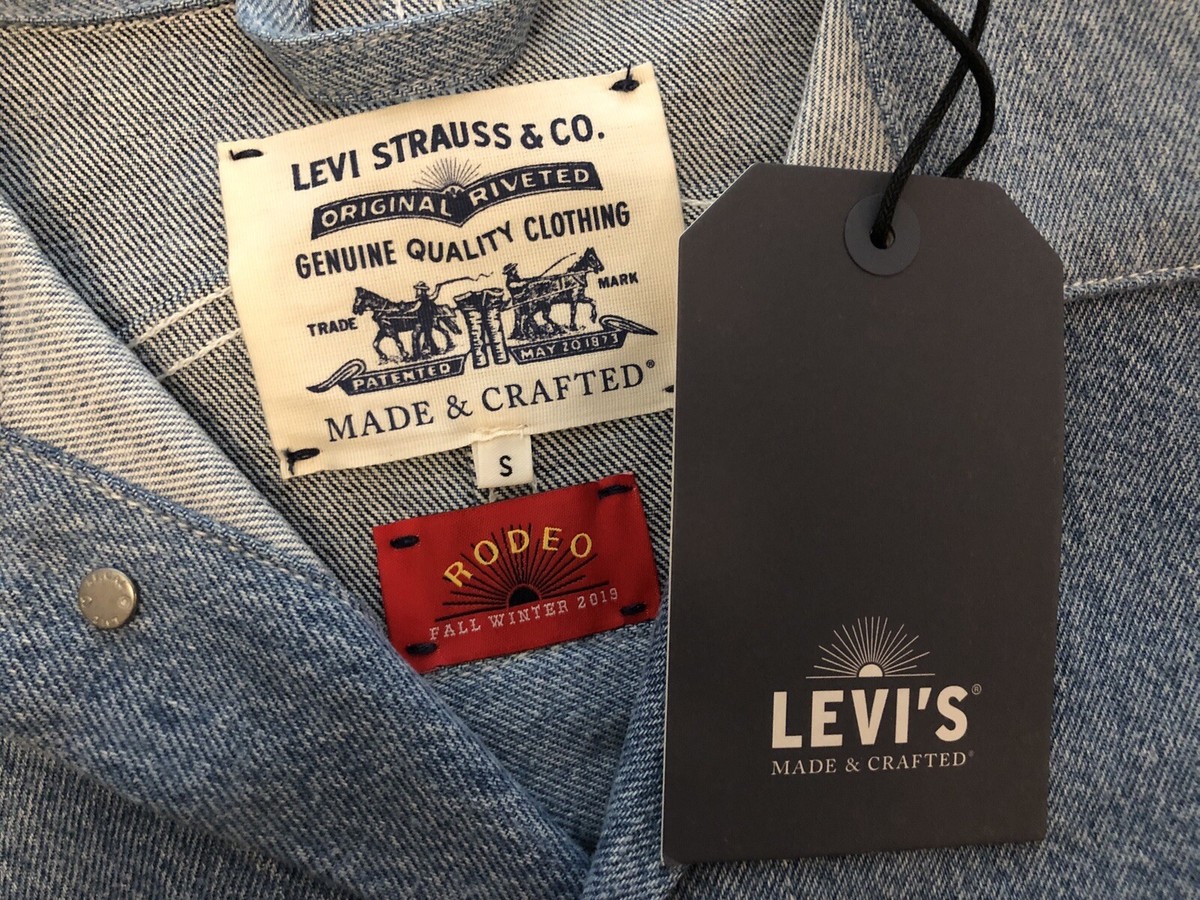 LEVI STRAUSS & CO.
ORIGINAL RIVETED
GENUINE QUALITY CLOTHING
TRADE MARK
PATENTED MAY 20 1873
MADE & CRAFTED®
S
RODEO
FALL WINTER 2019
LEVI'S®
MADE & CRAFTED®